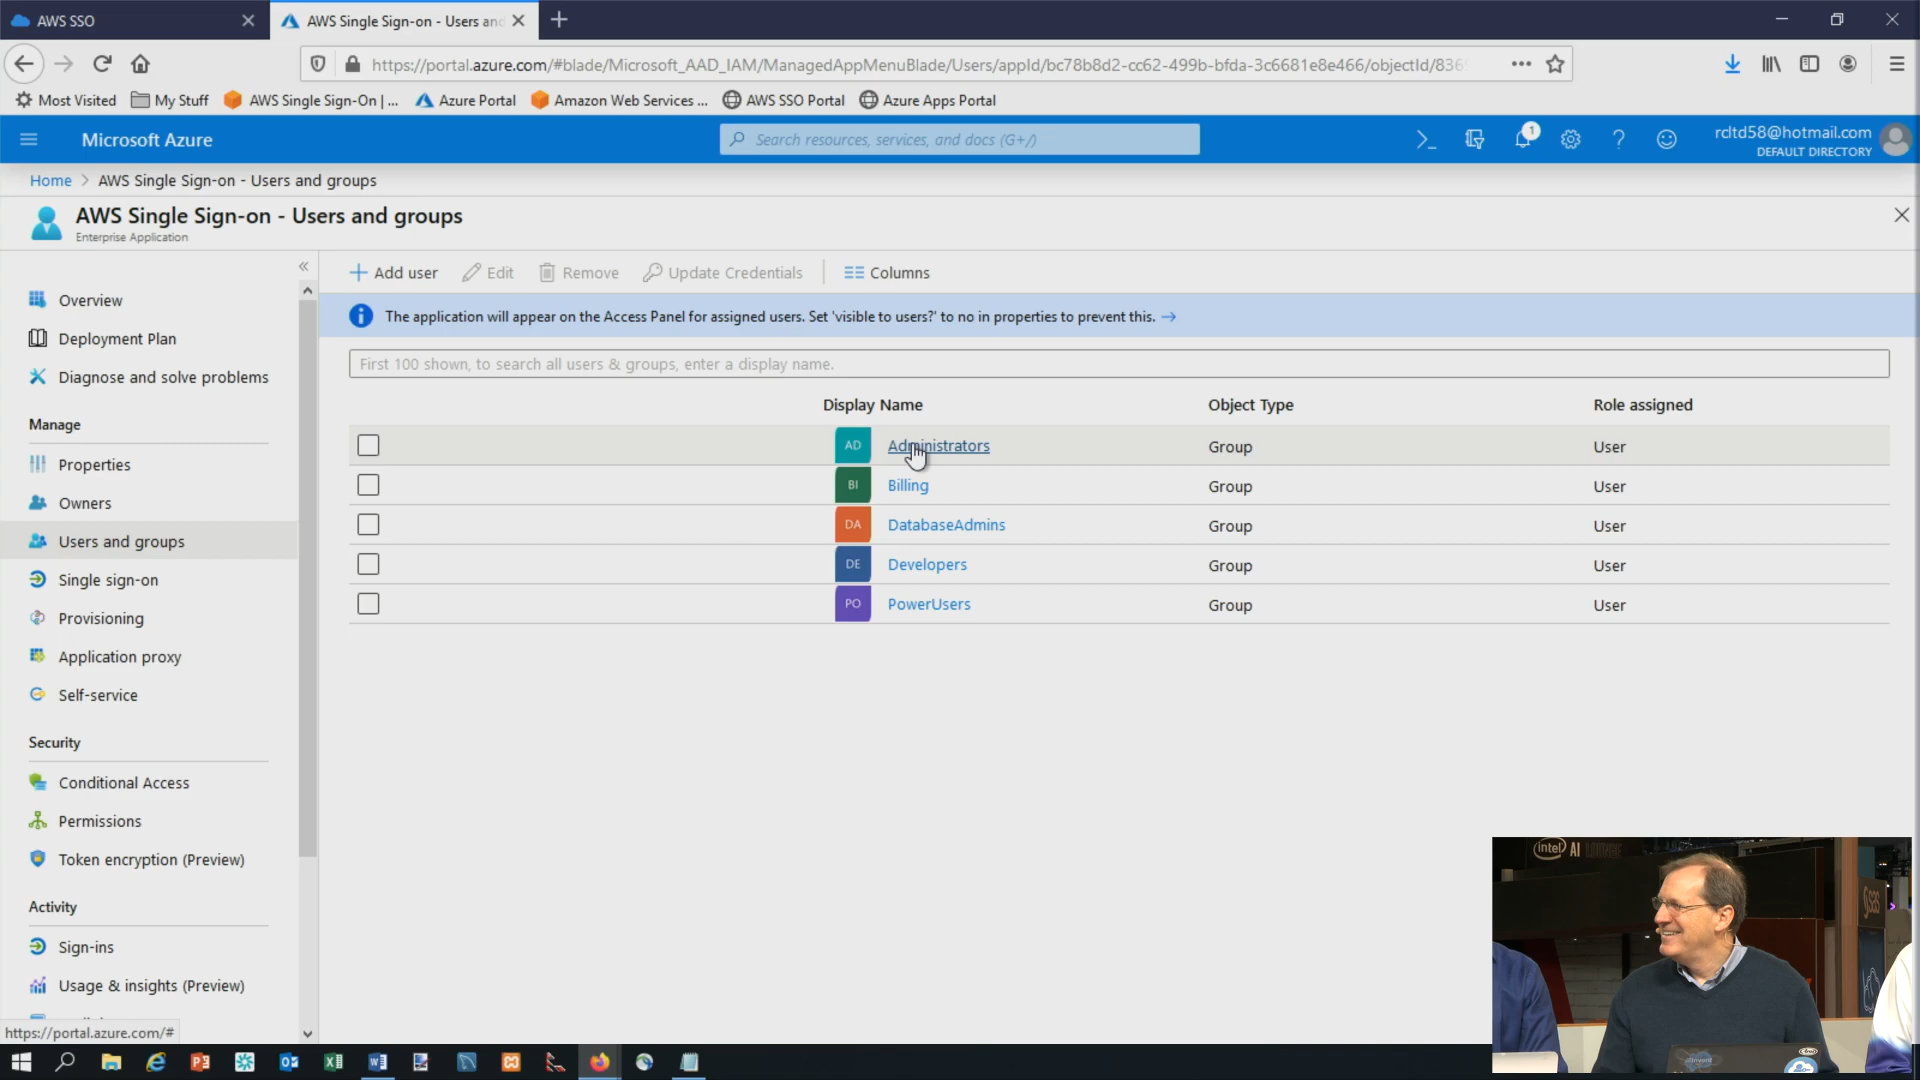 AWS SSO
AWS Single Sign-on - Users and
https://portal.azure.com/#blade/Microsoft_AAD_IAM/ManagedAppMenuBlade/Users/appId/bc78b8d2-cc62-499b-bfda-3c6681e8e466/objectId/836
Most Visited
My Stuff
AWS Single Sign-On | ...
Azure Portal
Amazon Web Services ...
AWS SSO Portal
Azure Apps Portal
Microsoft Azure
Search resources, services, and docs (G+/)
1
rcltd58@hotmail.com
DEFAULT DIRECTORY
Home > AWS Single Sign-on - Users and groups
AWS Single Sign-on - Users and groups
Enterprise Application
Overview
Deployment Plan
Diagnose and solve problems
Manage
Properties
Owners
Users and groups
Single sign-on
Provisioning
Application proxy
Self-service
Security
Conditional Access
Permissions
Token encryption (Preview)
Activity
Sign-ins
Usage & insights (Preview)
https://portal.azure.com/#
Add user
Edit
Remove
Update Credentials
Columns
The application will appear on the Access Panel for assigned users. Set 'visible to users?' to no in properties to prevent this. →
First 100 shown, to search all users & groups, enter a display name.
Display Name Object Type Role assigned
AD Administrators Group User
BI Billing Group User
DA DatabaseAdmins Group User
DE Developers Group User
PO PowerUsers Group User
intel AI
sas